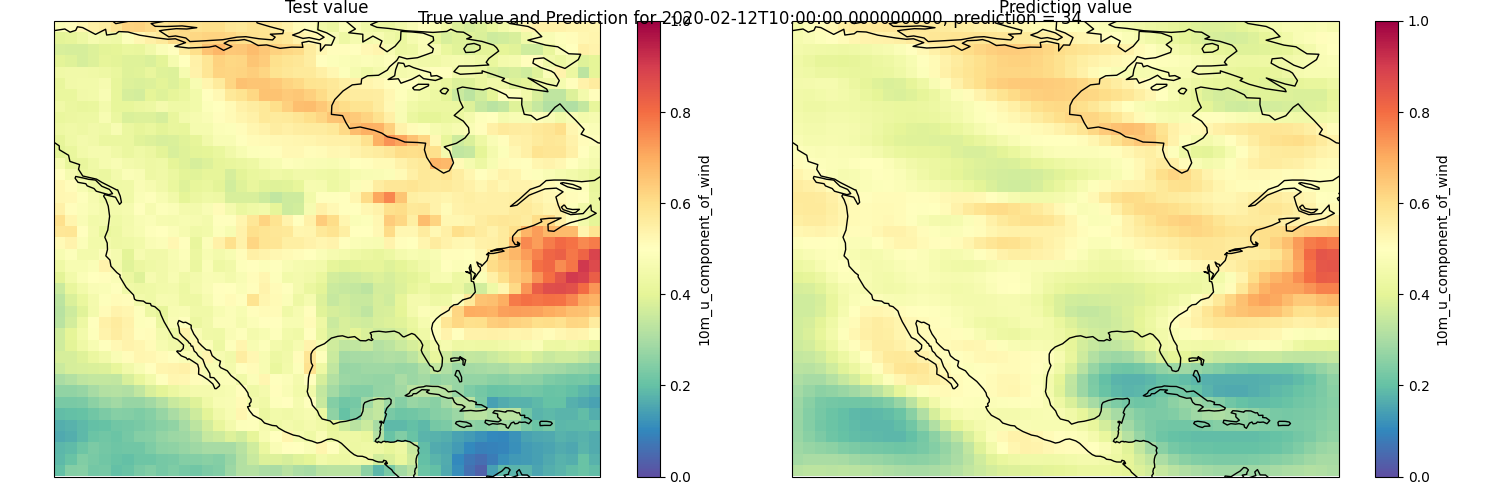 Test value
True value and Prediction for 2020-02-12T10:00:00.000000000, prediction = 34
Prediction value
1.0
0.8
0.6
0.4
0.2
0.0
10m_u_component_of_wind
1.0
0.8
0.6
0.4
0.2
0.0
10m_u_component_of_wind